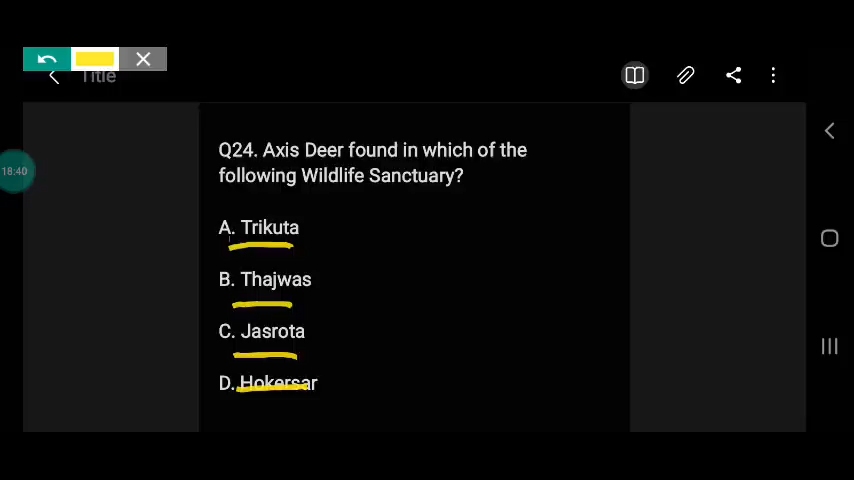 Title
18:40
Q24. Axis Deer found in which of the
following Wildlife Sanctuary?
A. Trikuta
B. Thajwas
C. Jasrota
D. Hokersar